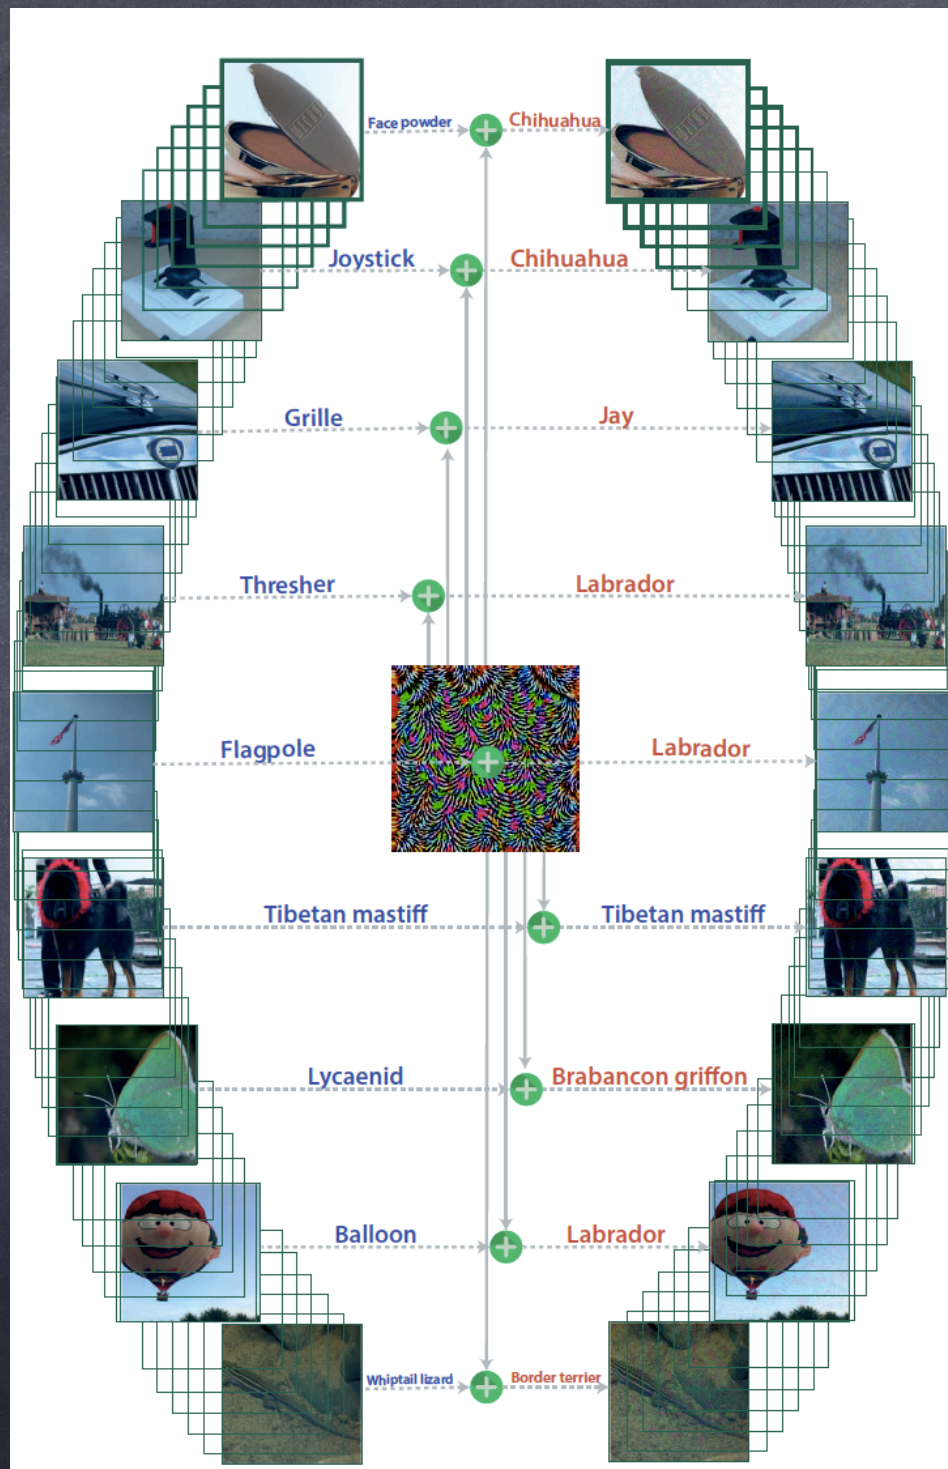 Face powder
Chihuahua
Joystick
Chihuahua
Grille
Jay
Thresher
Labrador
Flagpole
Labrador
Tibetan mastiff
Tibetan mastiff
Lycaenid
Brabancon griffon
Balloon
Labrador
Whiptail lizard
Border terrier